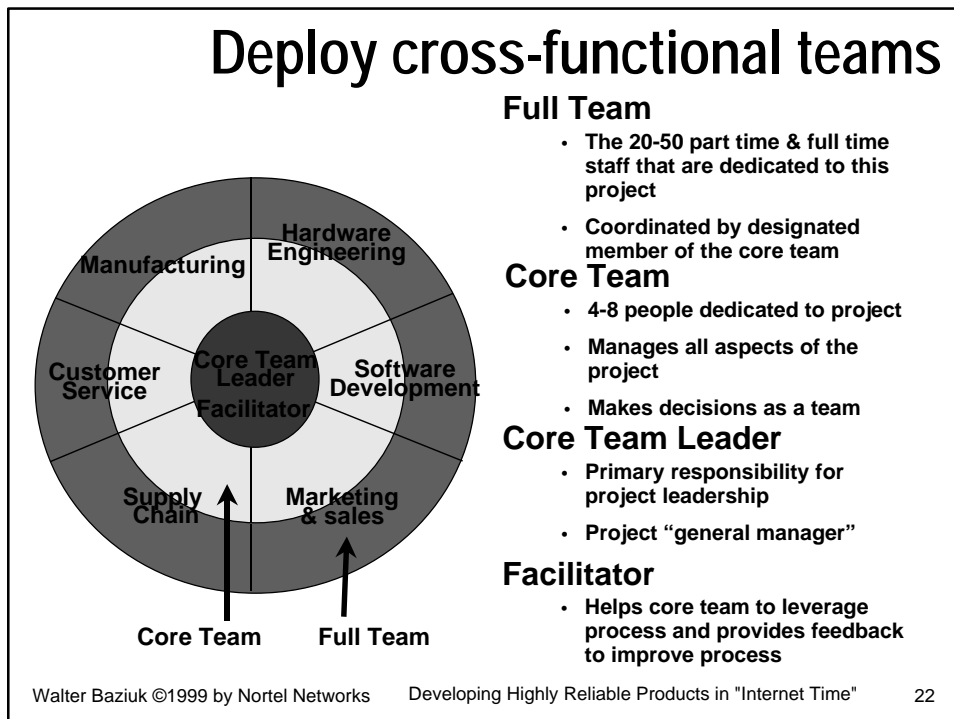 Deploy cross-functional teams
Full Team
• The 20-50 part time & full time
staff that are dedicated to this
project
• Coordinated by designated
member of the core team
Core Team
• 4-8 people dedicated to project
• Manages all aspects of the
project
• Makes decisions as a team
Core Team Leader
• Primary responsibility for
project leadership
• Project “general manager”
Facilitator
• Helps core team to leverage
process and provides feedback
to improve process
Manufacturing
Hardware
Engineering
Customer
Service
Core Team
Leader
Facilitator
Software
Development
Supply
Chain
Marketing
& sales
Core Team
Full Team
Walter Baziuk ©1999 by Nortel Networks
Developing Highly Reliable Products in "Internet Time"
22